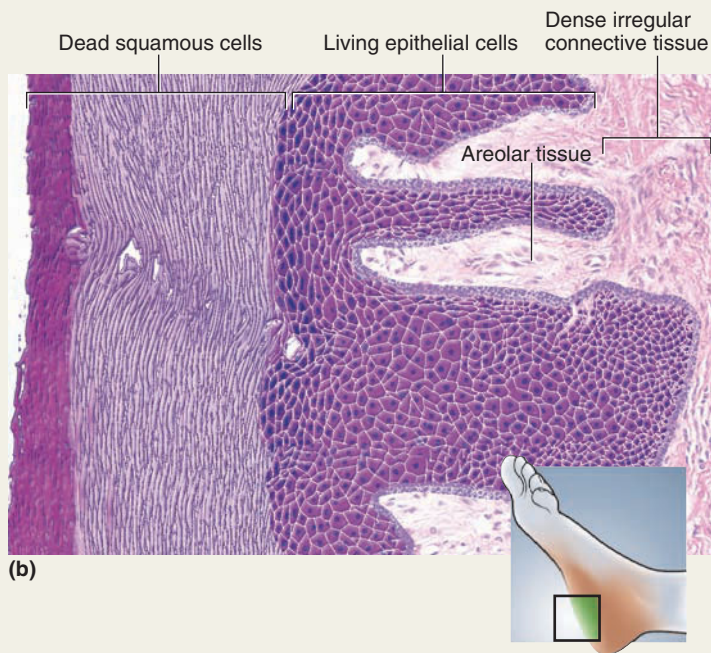 Dense irregular
connective tissue
Dead squamous cells
Living epithelial cells
Areolar tissue
(b)